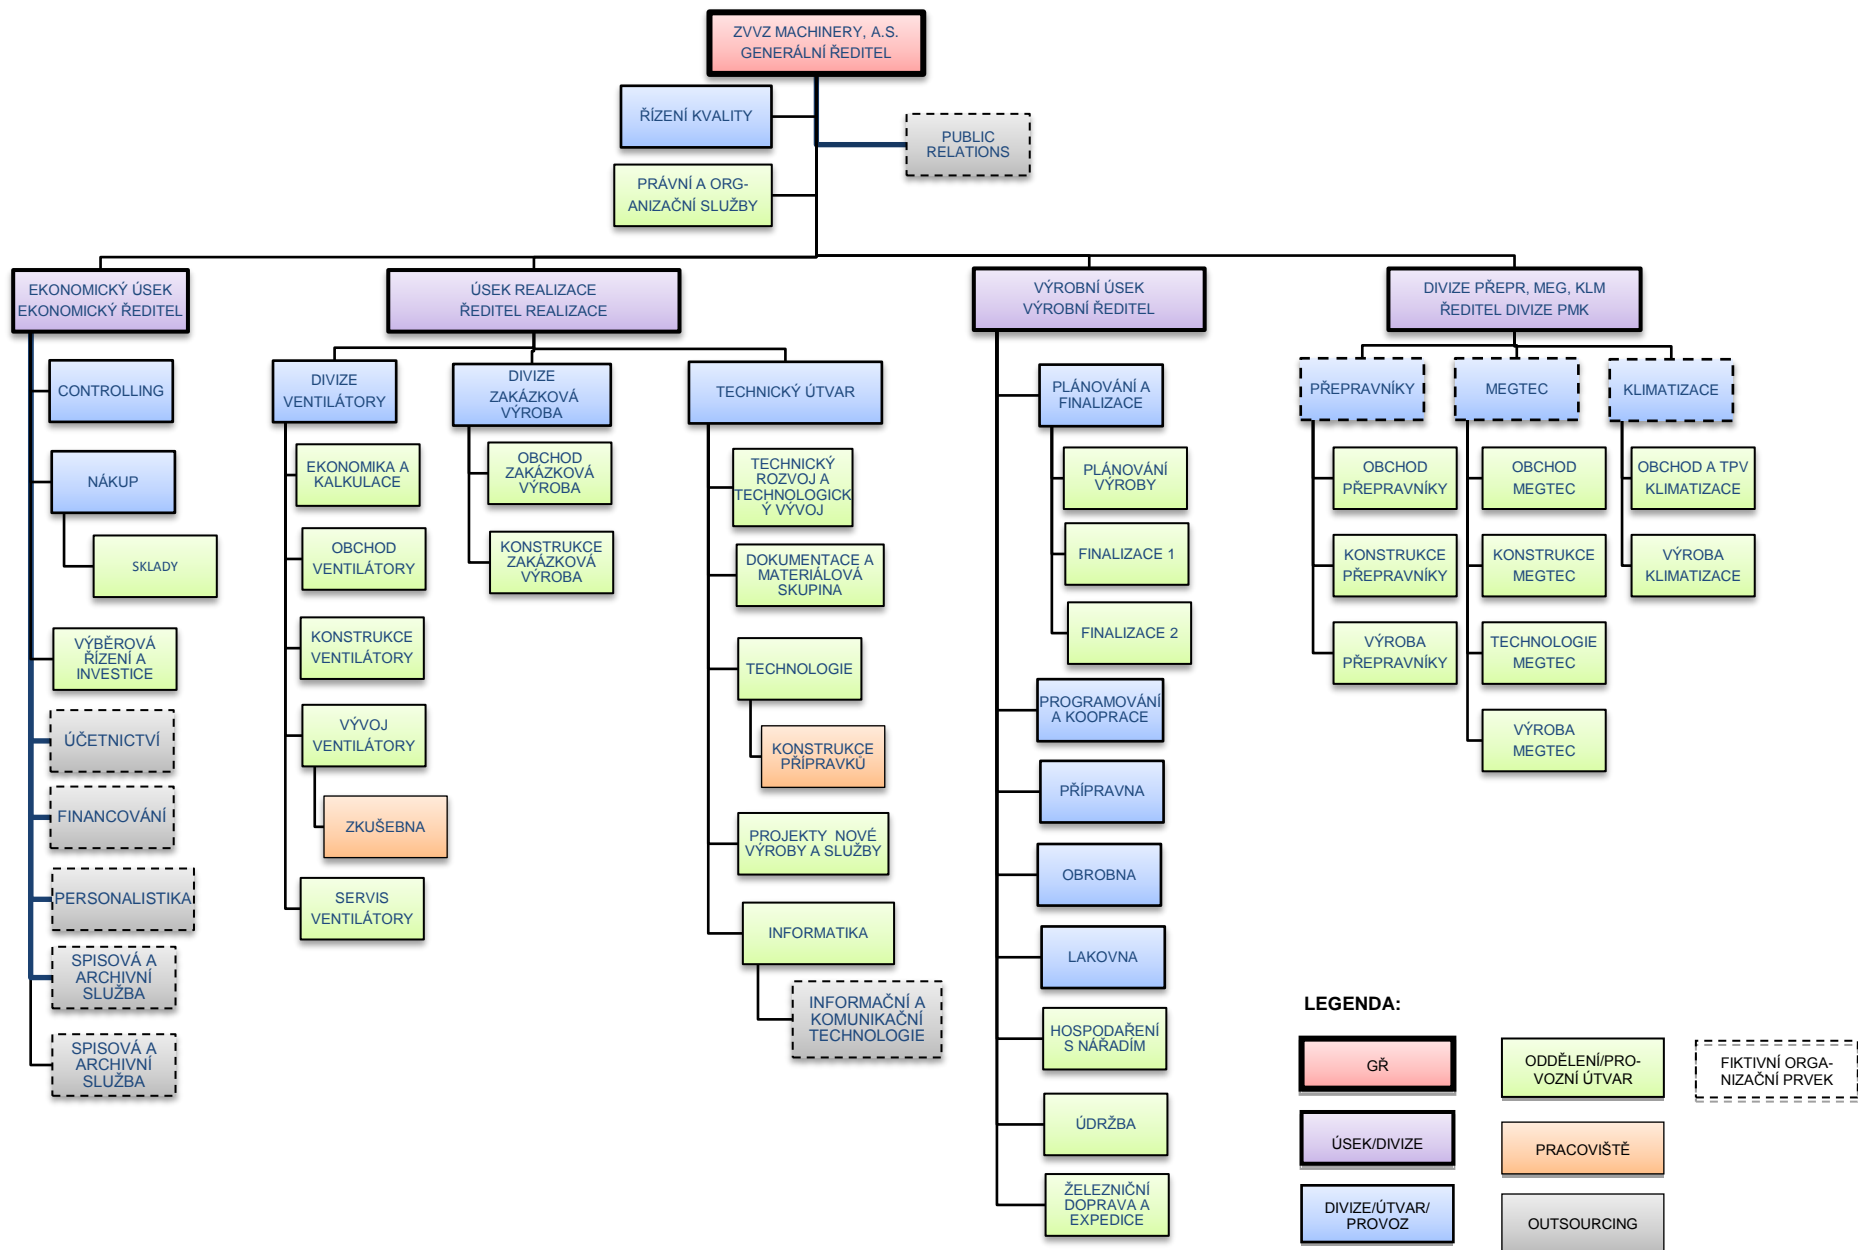 ZVVZ MACHINERY, A.S.
GENERÁLNÍ ŘEDITEL
ŘÍZENÍ KVALITY
PUBLIC
RELATIONS
PRÁVNÍ A ORG-
ANIZAČNÍ SLUŽBY
EKONOMICKÝ ÚSEK
EKONOMICKÝ ŘEDITEL
CONTROLLING
NÁKUP
SKLADY
VÝBĚROVÁ
ŘÍZENÍ A
INVESTICE
ÚČETNICTVÍ
FINANCOVÁNÍ
PERSONALISTIKA
SPISOVÁ A
ARCHIVNÍ
SLUŽBA
SPISOVÁ A
ARCHIVNÍ
SLUŽBA
ÚSEK REALIZACE
ŘEDITEL REALIZACE
DIVIZE
VENTILÁTORY
EKONOMIKA A
KALKULACE
OBCHOD
VENTILÁTORY
KONSTRUKCE
VENTILÁTORY
VÝVOJ
VENTILÁTORY
ZKUŠEBNA
SERVIS
VENTILÁTORY
DIVIZE
ZAKÁZKOVÁ
VÝROBA
OBCHOD
ZAKÁZKOVÁ
VÝROBA
KONSTRUKCE
ZAKÁZKOVÁ
VÝROBA
TECHNICKÝ ÚTVAR
TECHNICKÝ
ROZVOJ A
TECHNOLOGICK
Ý VÝVOJ
DOKUMENTACE A
MATERIÁLOVÁ
SKUPINA
TECHNOLOGIE
KONSTRUKCE
PŘÍPRAVKŮ
PROJEKTY  NOVÉ
VÝROBY A SLUŽBY
INFORMATIKA
INFORMAČNÍ A
KOMUNIKAČNÍ
TECHNOLOGIE
VÝROBNÍ ÚSEK
VÝROBNÍ ŘEDITEL
PLÁNOVÁNÍ A
FINALIZACE
PLÁNOVÁNÍ
VÝROBY
FINALIZACE 1
FINALIZACE 2
PROGRAMOVÁNÍ
A KOOPRACE
PŘÍPRAVNA
OBROBNA
LAKOVNA
HOSPODAŘENÍ
S NÁŘADÍM
ÚDRŽBA
ŽELEZNIČNÍ
DOPRAVA A
EXPEDICE
DIVIZE PŘEPR, MEG, KLM
ŘEDITEL DIVIZE PMK
PŘEPRAVNÍKY
OBCHOD
PŘEPRAVNÍKY
KONSTRUKCE
PŘEPRAVNÍKY
VÝROBA
PŘEPRAVNÍKY
MEGTEC
OBCHOD
MEGTEC
KONSTRUKCE
MEGTEC
TECHNOLOGIE
MEGTEC
VÝROBA
MEGTEC
KLIMATIZACE
OBCHOD A TPV
KLIMATIZACE
VÝROBA
KLIMATIZACE
LEGENDA:
GŘ
ODDĚLENÍ/PRO-
VOZNÍ ÚTVAR
FIKTIVNÍ ORGA-
NIZAČNÍ PRVEK
ÚSEK/DIVIZE
PRACOVIŠTĚ
DIVIZE/ÚTVAR/
PROVOZ
OUTSOURCING